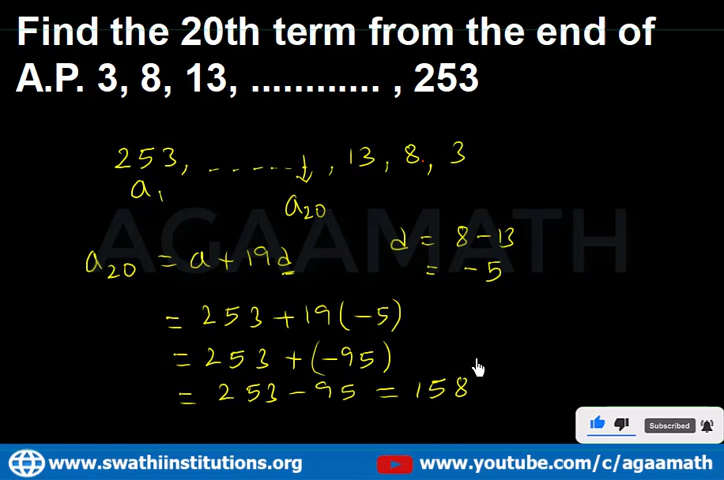 Find the 20th term from the end of
A.P. 3, 8, 13, ............ , 253
253, ......, 13, 8, 3
a₁
a₂₀
AGAAMATH
a₂₀ = a + 19d
d = 8 - 13
= -5
= 253 + 19(-5)
= 253 + (-95)
= 253 - 95 = 158
Subscribed
www.swathiinstitutions.org
www.youtube.com/c/agaamath